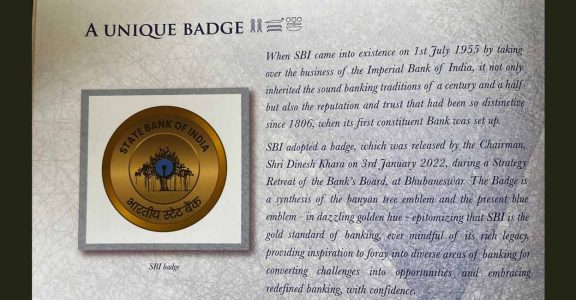 A UNIQUE BADGE
When SBI came into existence on 1st July 1955 by taking
over the business of the Imperial Bank of India, it not only
inherited the sound banking traditions of a century and a half
but also the reputation and trust that had been so distinctive
since 1806, when its first constituent Bank was set up.
SBI adopted a badge, which was released by the Chairman,
Shri Dinesh Khara on 3rd January 2022, during a Strategy
Retreat of the Bank's Board, at Bhubaneswar. The Badge is
a synthesis of the banyan tree emblem and the present blue
emblem - in dazzling golden hue - epitomizing that SBI is the
gold standard of banking, ever mindful of its rich legacy,
providing inspiration to foray into diverse areas of banking for
converting challenges into opportunities and embracing
redefined banking, with confidence.
STATE BANK OF INDIA
भारतीय स्टेट बैंक
SBI badge